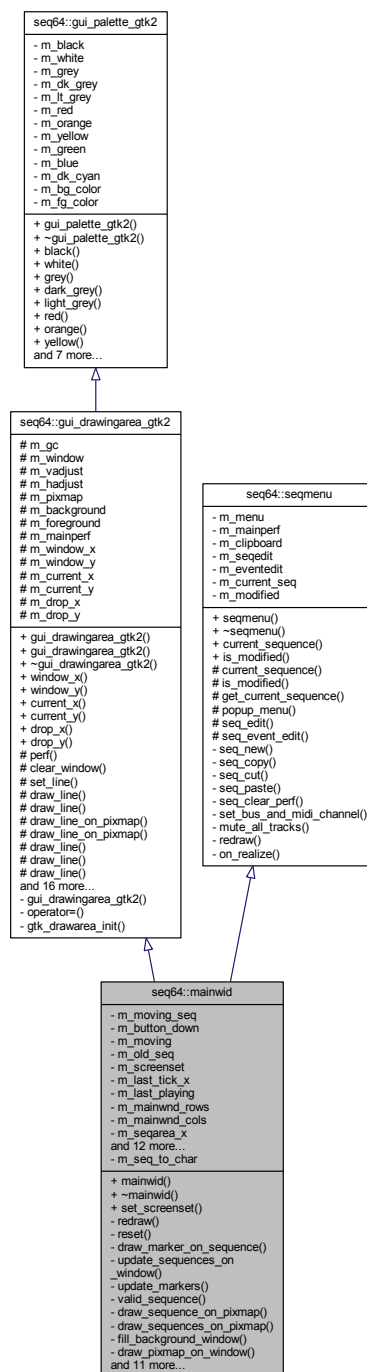 seq64::gui_palette_gtk2
- m_black
- m_white
- m_grey
- m_dk_grey
- m_lt_grey
- m_red
- m_orange
- m_yellow
- m_green
- m_blue
- m_dk_cyan
- m_bg_color
- m_fg_color
+ gui_palette_gtk2()
+ ~gui_palette_gtk2()
+ black()
+ white()
+ grey()
+ dark_grey()
+ light_grey()
+ red()
+ orange()
+ yellow()
and 7 more...
seq64::gui_drawingarea_gtk2
# m_gc
# m_window
# m_vadjust
# m_hadjust
# m_pixmap
# m_background
# m_foreground
# m_mainperf
# m_window_x
# m_window_y
# m_current_x
# m_current_y
# m_drop_x
# m_drop_y
+ gui_drawingarea_gtk2()
+ gui_drawingarea_gtk2()
+ ~gui_drawingarea_gtk2()
+ window_x()
+ window_y()
+ current_x()
+ current_y()
+ drop_x()
+ drop_y()
# perf()
# clear_window()
# set_line()
# draw_line()
# draw_line()
# draw_line_on_pixmap()
# draw_line_on_pixmap()
# draw_line()
# draw_line()
# draw_line()
and 16 more...
- gui_drawingarea_gtk2()
- operator=()
- gtk_drawarea_init()
seq64::seqmenu
- m_menu
- m_mainperf
- m_clipboard
- m_seqedit
- m_eventedit
- m_current_seq
- m_modified
+ seqmenu()
+ ~seqmenu()
+ current_sequence()
+ is_modified()
# current_sequence()
# is_modified()
# get_current_sequence()
# popup_menu()
# seq_edit()
# seq_event_edit()
- seq_new()
- seq_copy()
- seq_cut()
- seq_paste()
- seq_clear_perf()
- set_bus_and_midi_channel()
- mute_all_tracks()
- redraw()
- on_realize()
seq64::mainwid
- m_moving_seq
- m_button_down
- m_moving
- m_old_seq
- m_screenset
- m_last_tick_x
- m_last_playing
- m_mainwnd_rows
- m_mainwnd_cols
- m_seqarea_x
and 12 more...
- m_seq_to_char
+ mainwid()
+ ~mainwid()
+ set_screenset()
- redraw()
- reset()
- draw_marker_on_sequence()
- update_sequences_on
_window()
- update_markers()
- valid_sequence()
- draw_sequence_on_pixmap()
- draw_sequences_on_pixmap()
- fill_background_window()
- draw_pixmap_on_window()
and 11 more...